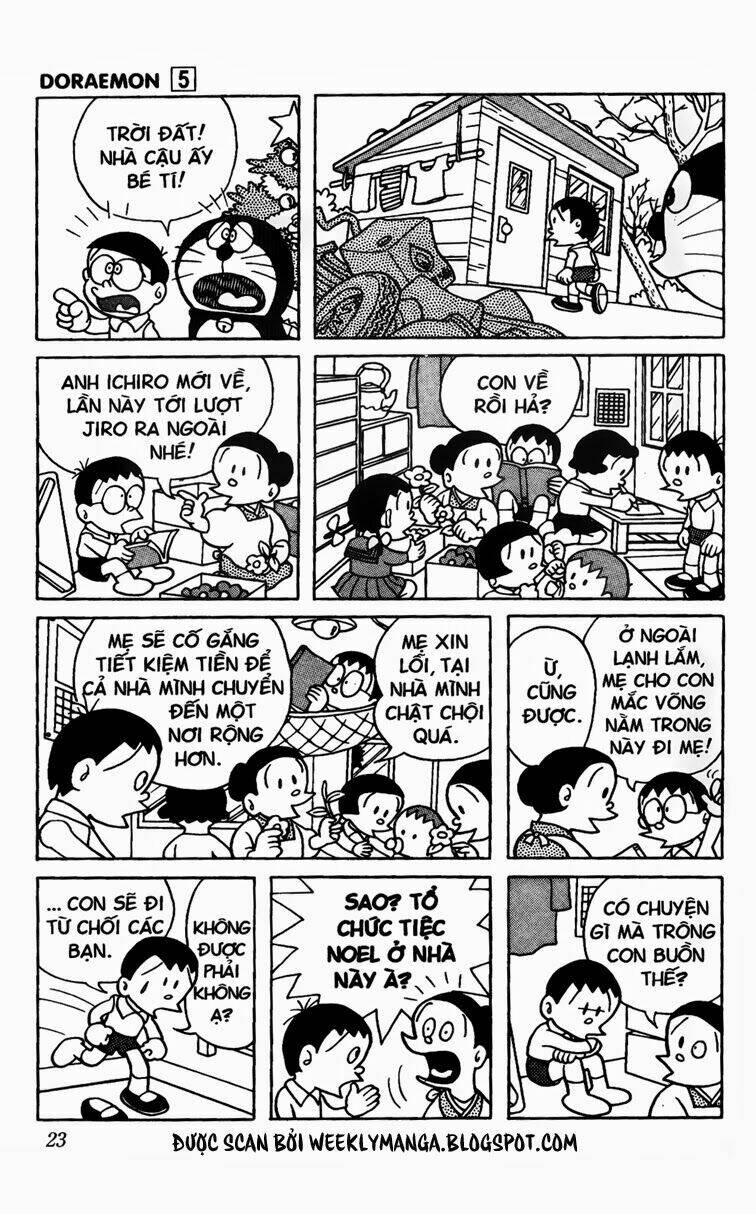 DORAEMON 5
TRỜI ĐẤT!
NHÀ CẬU ẤY
BÉ TÍ!
CON VỀ
RỒI HẢ?
ANH ICHIRO MỚI VỀ,
LẦN NÀY TỚI LƯỢT
JIRO RA NGOÀI
NHÉ!
Ở NGOÀI
LẠNH LẮM,
MẸ CHO CON
MẮC VÕNG
NẰM TRONG
NÀY ĐI MẸ!
Ừ,
CŨNG
ĐƯỢC.
MẸ XIN
LỖI, TẠI
NHÀ MÌNH
CHẬT CHỘI
QUÁ.
MẸ SẼ CỐ GẮNG
TIẾT KIỆM TIỀN ĐỂ
CẢ NHÀ MÌNH CHUYỂN
ĐẾN MỘT
NƠI RỘNG
HƠN.
CÓ CHUYỆN
GÌ MÀ TRÔNG
CON BUỒN
THẾ?
SAO? TỔ
CHỨC TIỆC
NOEL Ở NHÀ
NÀY À?
KHÔNG
ĐƯỢC
PHẢI
KHÔNG
Ạ?
... CON SẼ ĐI
TỪ CHỐI CÁC
BẠN.
23
ĐƯỢC SCAN BỞI WEEKLYMANGA.BLOGSPOT.COM